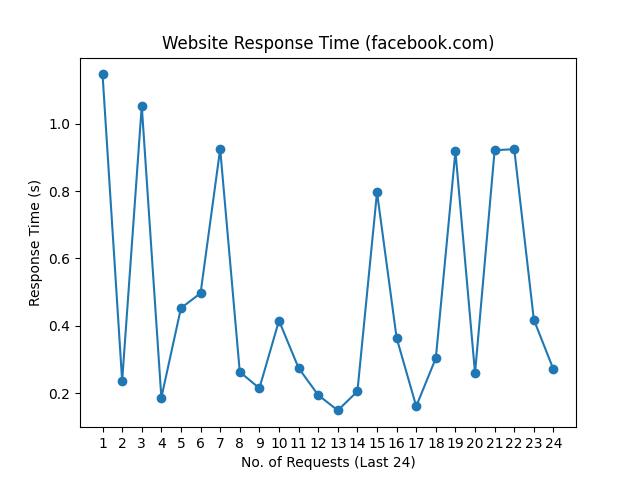 Website Response Time (facebook.com)
Response Time (s)
1.0
0.8
0.6
0.4
0.2
1 2 3 4 5 6 7 8 9 10 11 12 13 14 15 16 17 18 19 20 21 22 23 24
No. of Requests (Last 24)